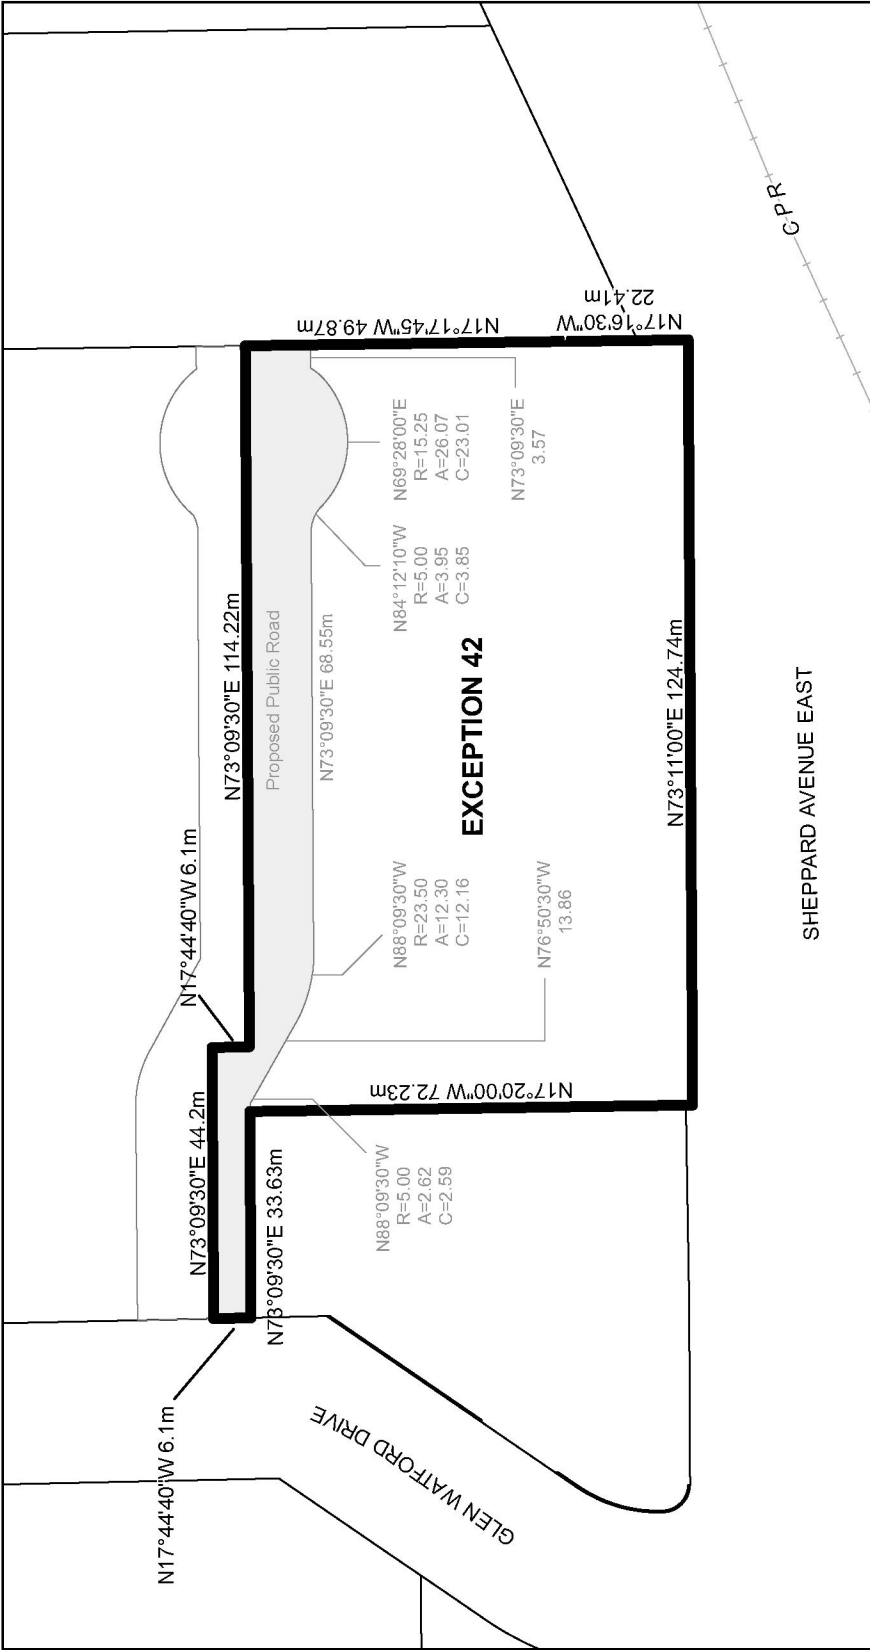 N17°44'40"W 6.1m
N73°09'30"E 44.2m
N17°44'40"W 6.1m
N73°09'30"E 114.22m
Proposed Public Road
N73°09'30"E 68.55m
N73°09'30"E 33.63m
N88°09'30"W
R=5.00
A=2.62
C=2.59
N17°20'00"W 72.23m
N88°09'30"W
R=23.50
A=12.30
C=12.16
N76°50'30"W
13.86
EXCEPTION 42
N84°12'10"W
R=5.00
A=3.95
C=3.85
N69°28'00"E
R=15.25
A=26.07
C=23.01
N73°09'30"E
3.57
N17°17'45"W 49.87m
N17°16'30"W
22.41m
N73°11'00"E 124.74m
GLEN WATFORD DRIVE
SHEPPARD AVENUE EAST
CPR